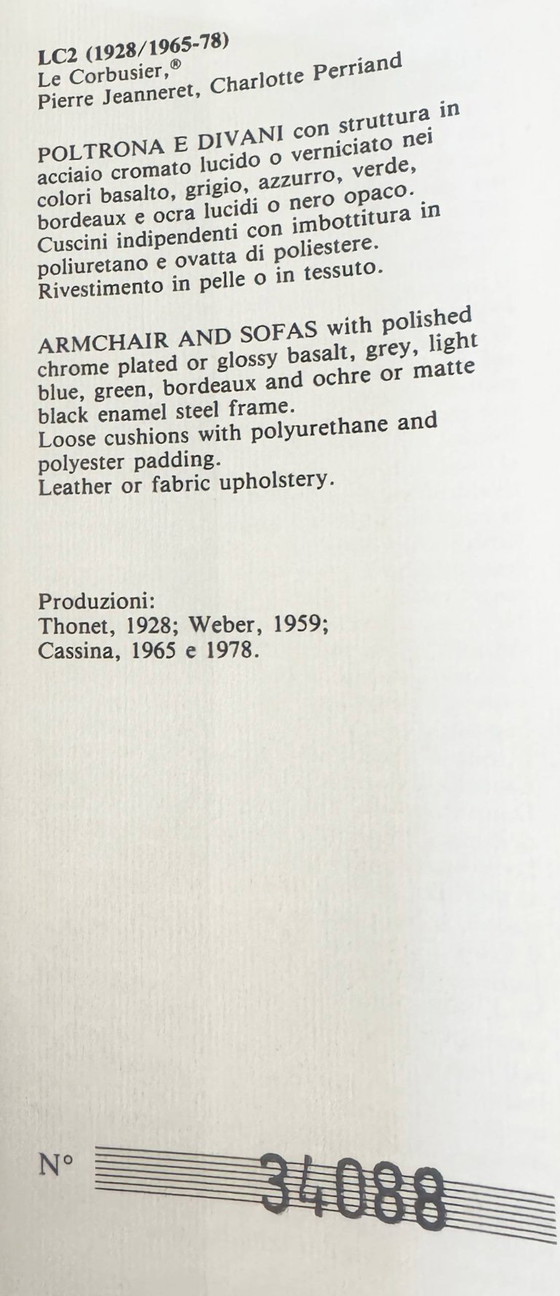 LC2 (1928/1965-78)
Le Corbusier,®
Pierre Jeanneret, Charlotte Perriand
POLTRONA E DIVANI con struttura in
acciaio cromato lucido o verniciato nei
colori basalto, grigio, azzurro, verde,
bordeaux e ocra lucidi o nero opaco.
Cuscini indipendenti con imbottitura in
poliuretano e ovatta di poliestere.
Rivestimento in pelle o in tessuto.
ARMCHAIR AND SOFAS with polished
chrome plated or glossy basalt, grey, light
blue, green, bordeaux and ochre or matte
black enamel steel frame.
Loose cushions with polyurethane and
polyester padding.
Leather or fabric upholstery.
Produzioni:
Thonet, 1928; Weber, 1959;
Cassina, 1965 e 1978.
N° 34088